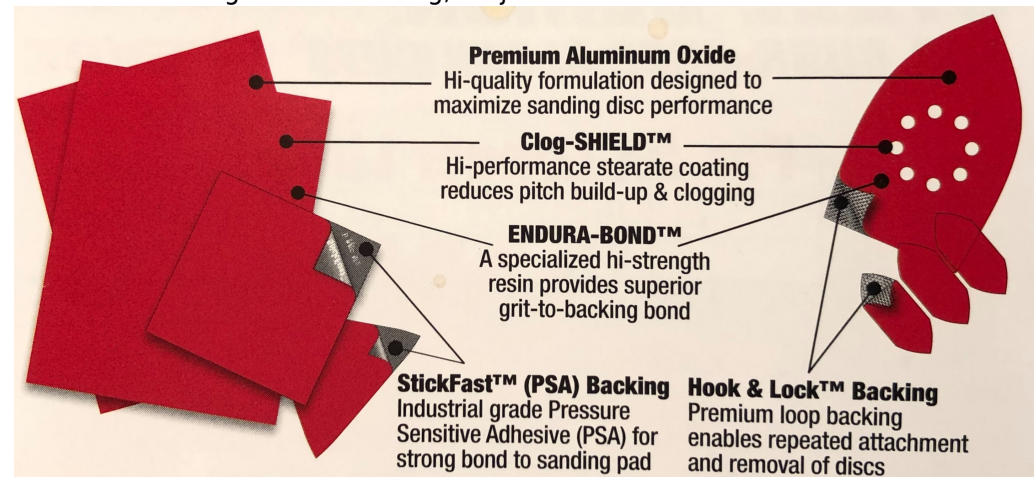 Premium Aluminum Oxide
Hi-quality formulation designed to
maximize sanding disc performance
Clog-SHIELD™
Hi-performance stearate coating
reduces pitch build-up & clogging
ENDURA-BOND™
A specialized hi-strength
resin provides superior
grit-to-backing bond
StickFast™ (PSA) Backing
Industrial grade Pressure
Sensitive Adhesive (PSA) for
strong bond to sanding pad
Hook & Lock™ Backing
Premium loop backing
enables repeated attachment
and removal of discs